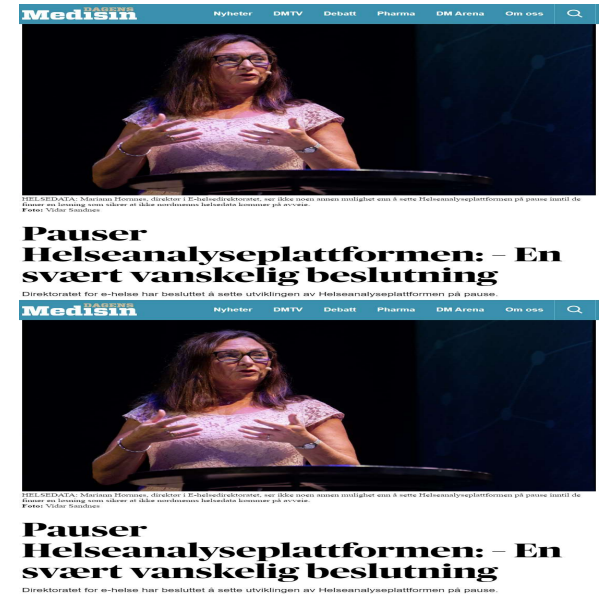 DAGENS
Medisin
Nyheter DMTV Debatt Pharma DM Arena Om oss
HELSEDATA: Mariann Hornnes, direktør i E-helsedirektoratet, ser ikke noen annen mulighet enn å sette Helseanalyseplattformen på pause inntil de
finner en løsning som sikrer at ikke nordmenns helsedata kommer på avveie.
Foto: Vidar Sandnes
Pauser
Helseanalyseplattformen: – En
svært vanskelig beslutning
Direktoratet for e-helse har besluttet å sette utviklingen av Helseanalyseplattformen på pause.
DAGENS
Medisin
Nyheter DMTV Debatt Pharma DM Arena Om oss
HELSEDATA: Mariann Hornnes, direktør i E-helsedirektoratet, ser ikke noen annen mulighet enn å sette Helseanalyseplattformen på pause inntil de
finner en løsning som sikrer at ikke nordmenns helsedata kommer på avveie.
Foto: Vidar Sandnes
Pauser
Helseanalyseplattformen: – En
svært vanskelig beslutning
Direktoratet for e-helse har besluttet å sette utviklingen av Helseanalyseplattformen på pause.